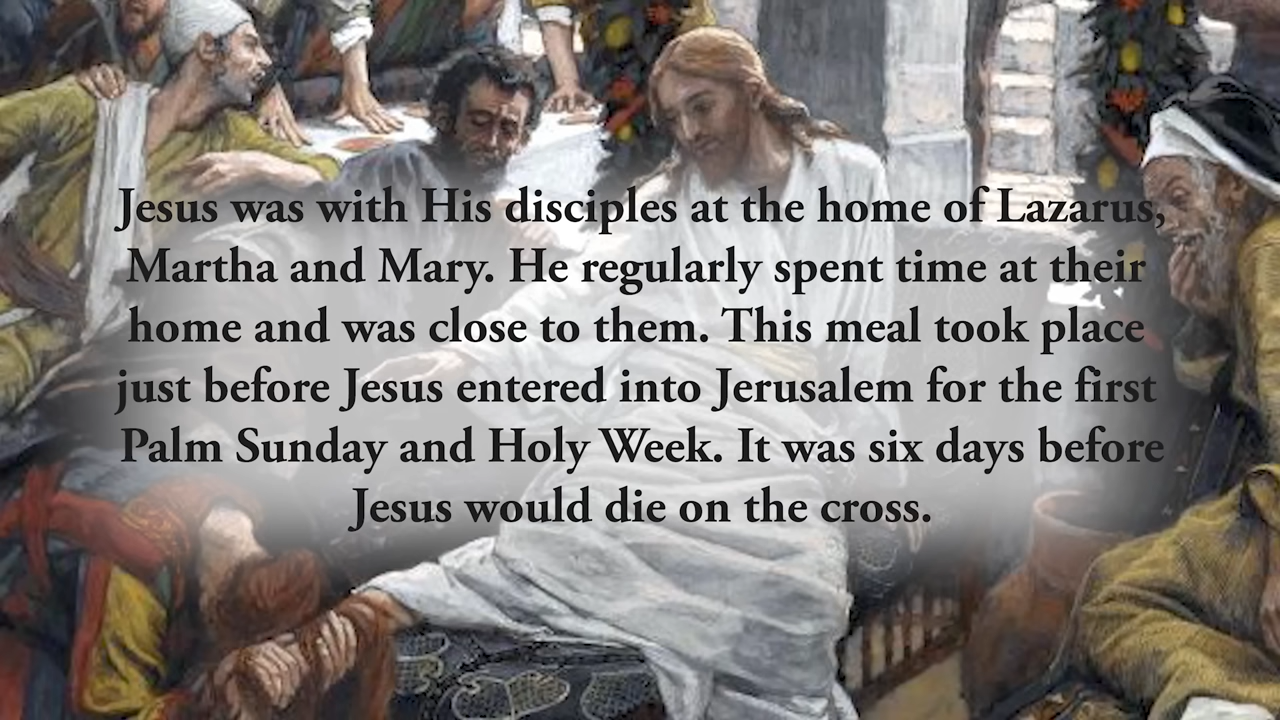 Jesus was with His disciples at the home of Lazarus,
Martha and Mary. He regularly spent time at their
home and was close to them. This meal took place
just before Jesus entered into Jerusalem for the first
Palm Sunday and Holy Week. It was six days before
Jesus would die on the cross.